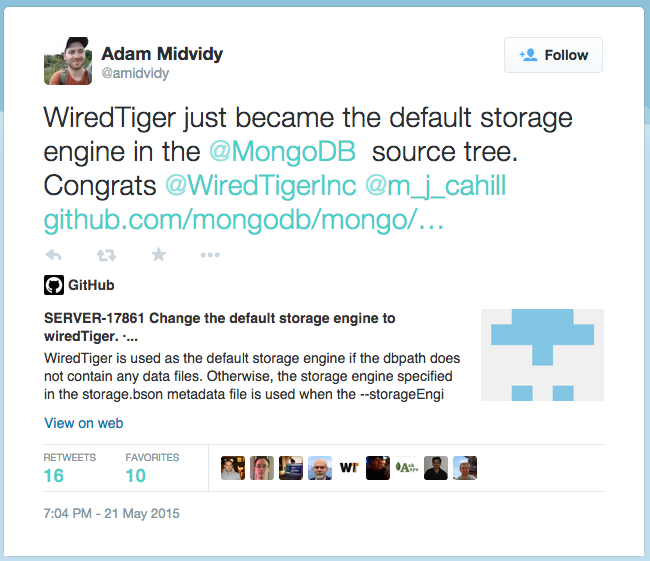 Adam Midvidy
@amidvidy
Follow
WiredTiger just became the default storage
engine in the @MongoDB source tree.
Congrats @WiredTigerInc @m_j_cahill
github.com/mongodb/mongo/…
GitHub
SERVER-17861 Change the default storage engine to
wiredTiger. ·...
WiredTiger is used as the default storage engine if the dbpath does
not contain any data files. Otherwise, the storage engine specified
in the storage.bson metadata file is used when the --storageEngi
View on web
RETWEETS
16
FAVORITES
10
7:04 PM - 21 May 2015